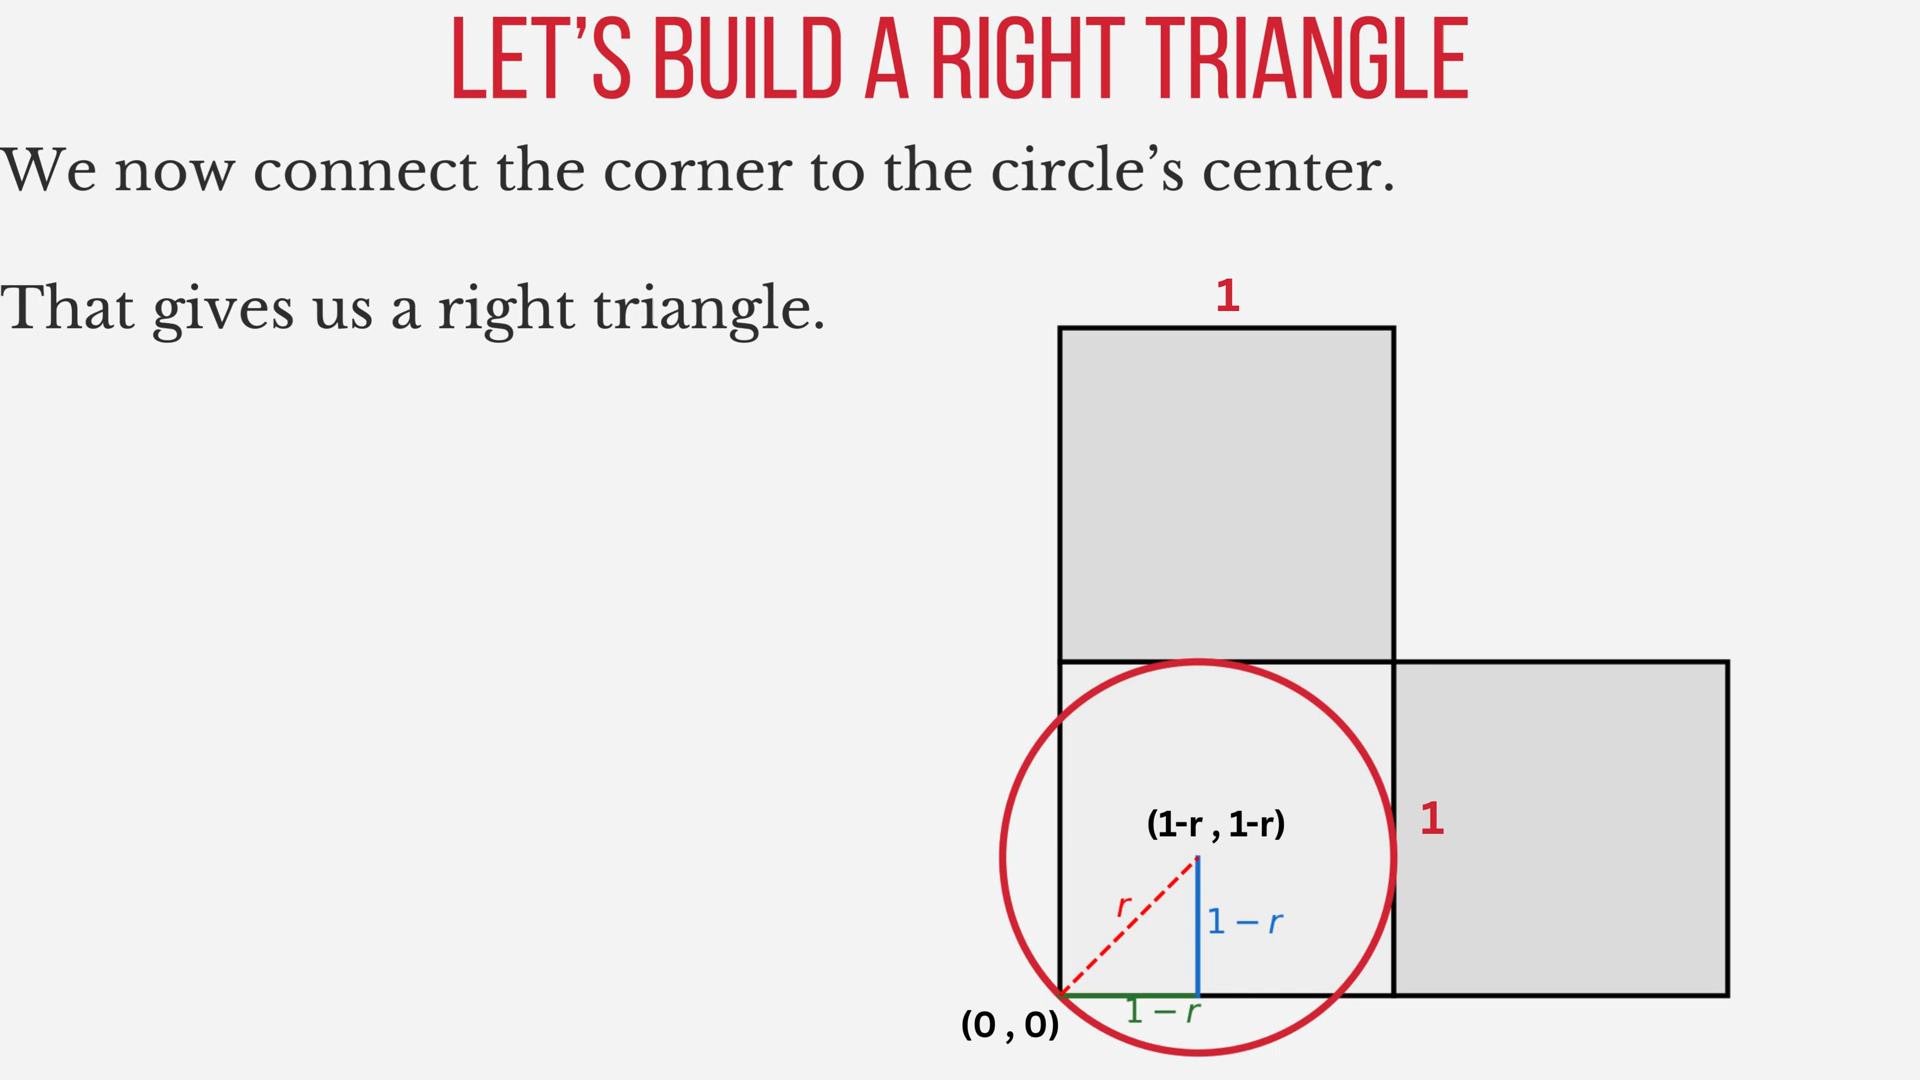 LET’S BUILD A RIGHT TRIANGLE
We now connect the corner to the circle’s center.
That gives us a right triangle.
1
(1-r , 1-r)
1
r
1 − r
1 − r
(0 , 0)